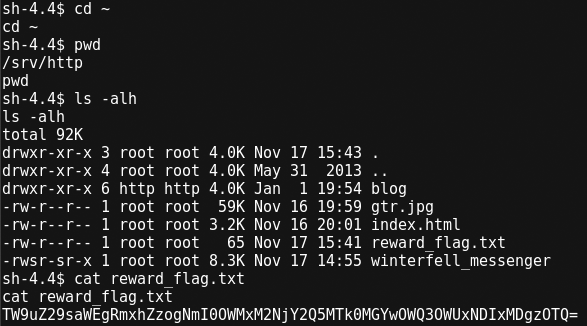 sh-4.4$ cd ~
cd ~
sh-4.4$ pwd
/srv/http
pwd
sh-4.4$ ls -alh
ls -alh
total 92K
drwxr-xr-x 3 root root 4.0K Nov 17 15:43 .
drwxr-xr-x 4 root root 4.0K May 31  2013 ..
drwxr-xr-x 6 http http 4.0K Jan  1 19:54 blog
-rw-r--r-- 1 root root  59K Nov 16 19:59 gtr.jpg
-rw-r--r-- 1 root root 3.2K Nov 16 20:01 index.html
-rw-r--r-- 1 root root   65 Nov 17 15:41 reward_flag.txt
-rwsr-sr-x 1 root root 8.3K Nov 17 14:55 winterfell_messenger
sh-4.4$ cat reward_flag.txt
cat reward_flag.txt
TW9uZ29saWEgRmxhZzogNmI0OWMxM2NjY2Q5MTk0MGYwOWQ3OWUxNDIxMDgzOTQ=